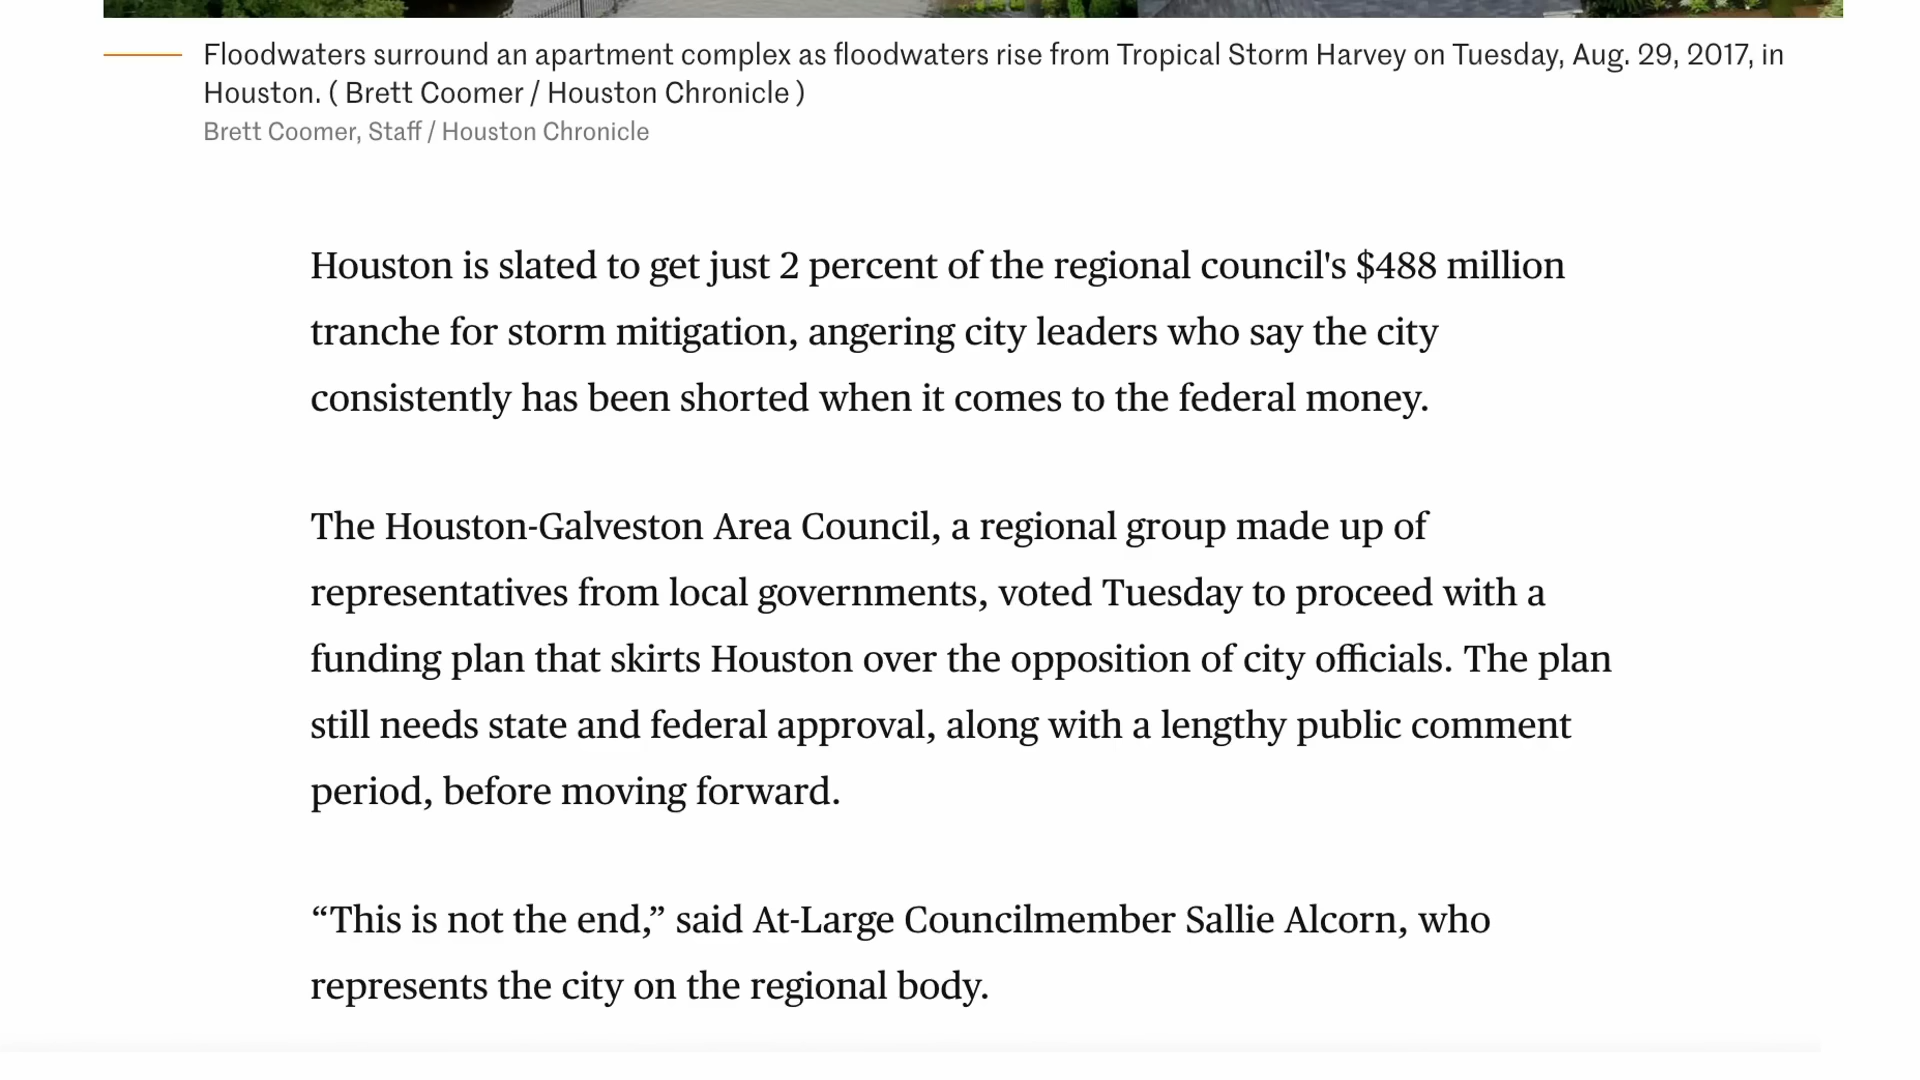 Floodwaters surround an apartment complex as floodwaters rise from Tropical Storm Harvey on Tuesday, Aug. 29, 2017, in
Houston. ( Brett Coomer / Houston Chronicle )
Brett Coomer, Staff / Houston Chronicle
Houston is slated to get just 2 percent of the regional council's $488 million
tranche for storm mitigation, angering city leaders who say the city
consistently has been shorted when it comes to the federal money.
The Houston-Galveston Area Council, a regional group made up of
representatives from local governments, voted Tuesday to proceed with a
funding plan that skirts Houston over the opposition of city officials. The plan
still needs state and federal approval, along with a lengthy public comment
period, before moving forward.
“This is not the end,” said At-Large Councilmember Sallie Alcorn, who
represents the city on the regional body.